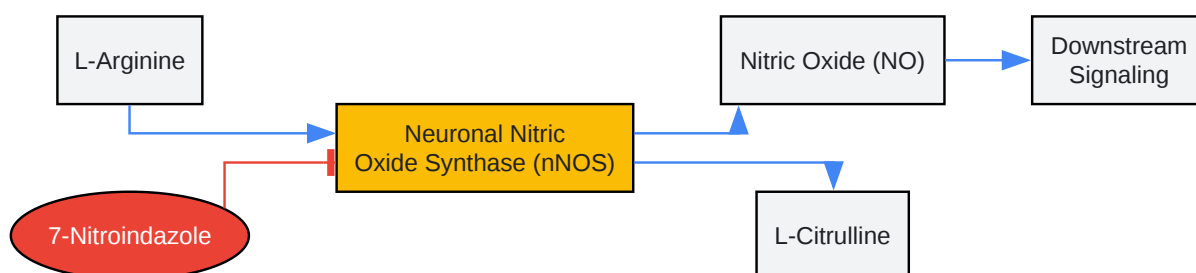 L-Arginine
Nitric Oxide (NO)
Downstream
Signaling
Neuronal Nitric
Oxide Synthase (nNOS)
7-Nitroindazole
L-Citrulline